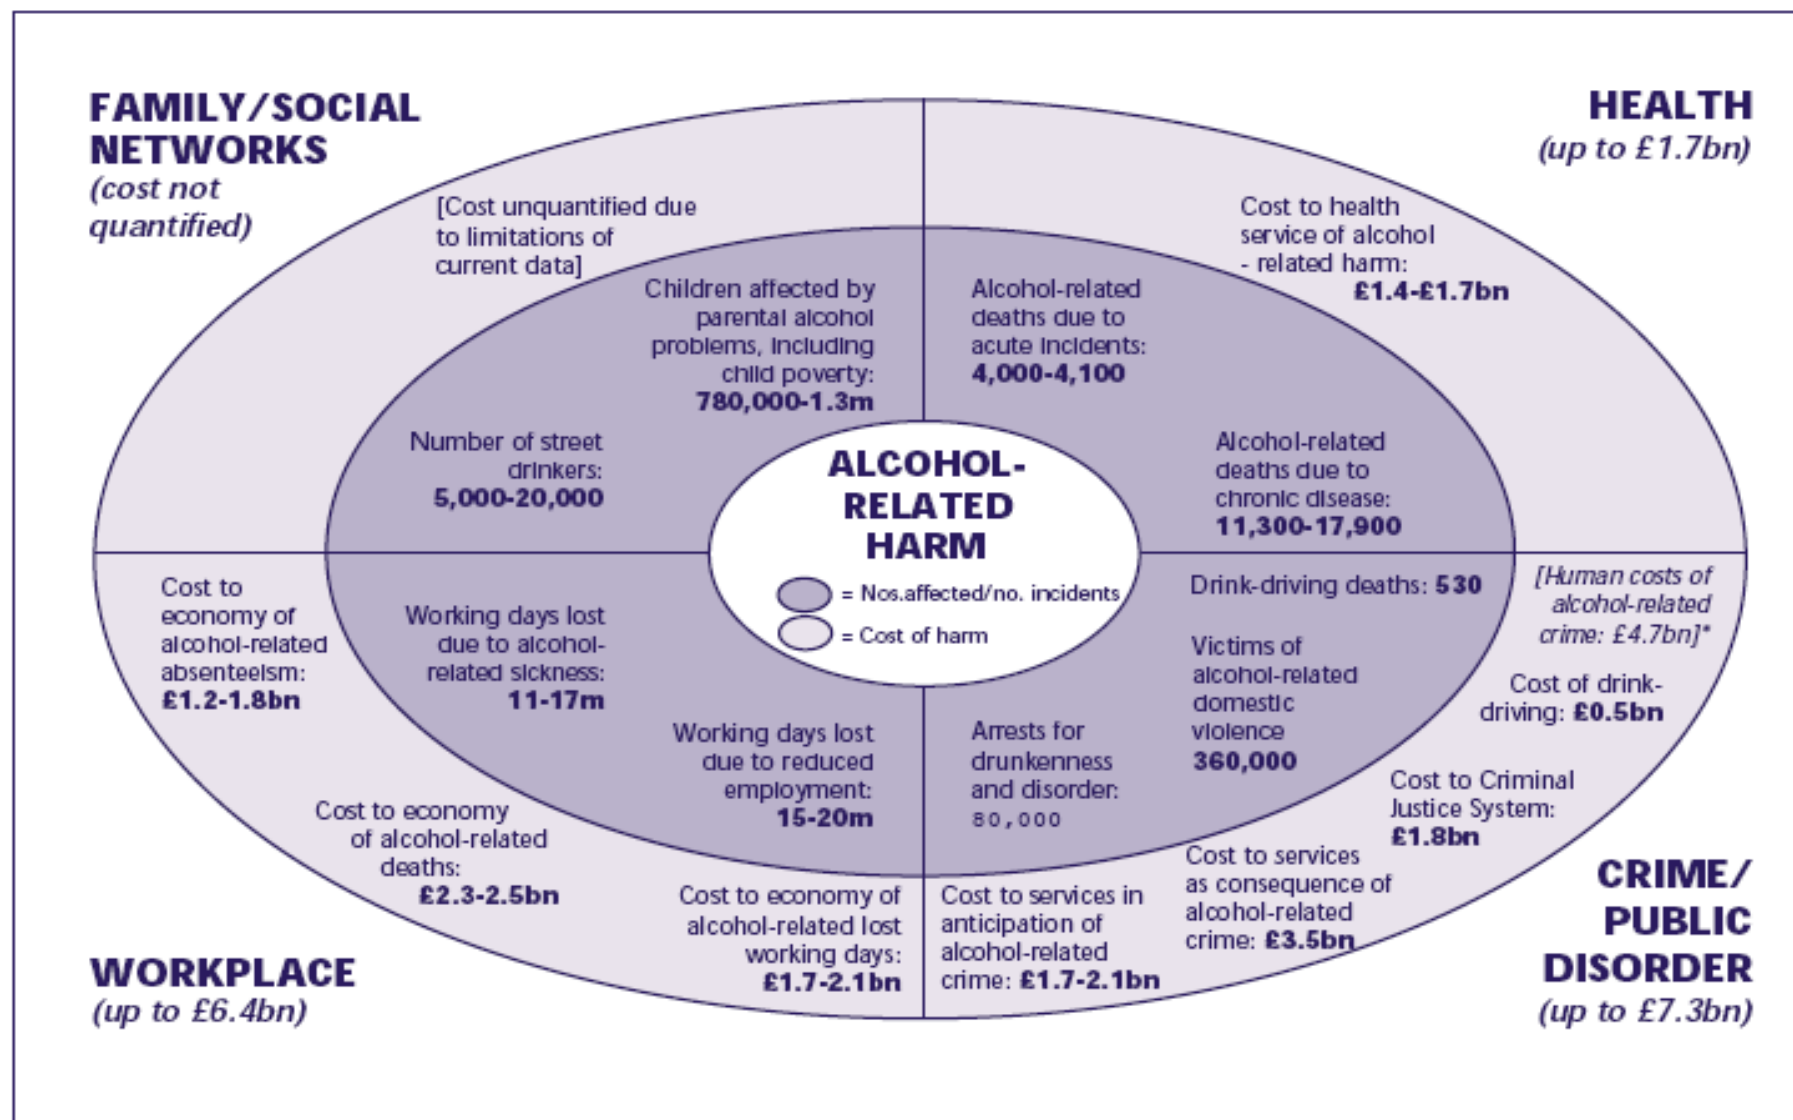 FAMILY/SOCIAL
NETWORKS
(cost not
quantified)
HEALTH
(up to £1.7bn)
[Cost unquantified due
to limitations of
current data]
Cost to health
service of alcohol
- related harm:
£1.4-£1.7bn
Children affected by
parental alcohol
problems, including
child poverty:
780,000-1.3m
Alcohol-related
deaths due to
acute incidents:
4,000-4,100
Number of street
drinkers:
5,000-20,000
Alcohol-related
deaths due to
chronic disease:
11,300-17,900
ALCOHOL-
RELATED
HARM
= Nos.affected/no. incidents
= Cost of harm
Cost to
economy of
alcohol-related
absenteeism:
£1.2-1.8bn
Working days lost
due to alcohol-
related sickness:
11-17m
Working days lost
due to reduced
employment:
15-20m
Cost to economy
of alcohol-related
deaths:
£2.3-2.5bn
Cost to economy of
alcohol-related lost
working days:
£1.7-2.1bn
WORKPLACE
(up to £6.4bn)
Drink-driving deaths: 530
Victims of
alcohol-related
domestic
violence
360,000
Arrests for
drunkenness
and disorder:
80,000
[Human costs of
alcohol-related
crime: £4.7bn]*
Cost of drink-
driving: £0.5bn
Cost to Criminal
Justice System:
£1.8bn
Cost to services
as consequence of
alcohol-related
crime: £3.5bn
Cost to services in
anticipation of
alcohol-related
crime: £1.7-2.1bn
CRIME/
PUBLIC
DISORDER
(up to £7.3bn)